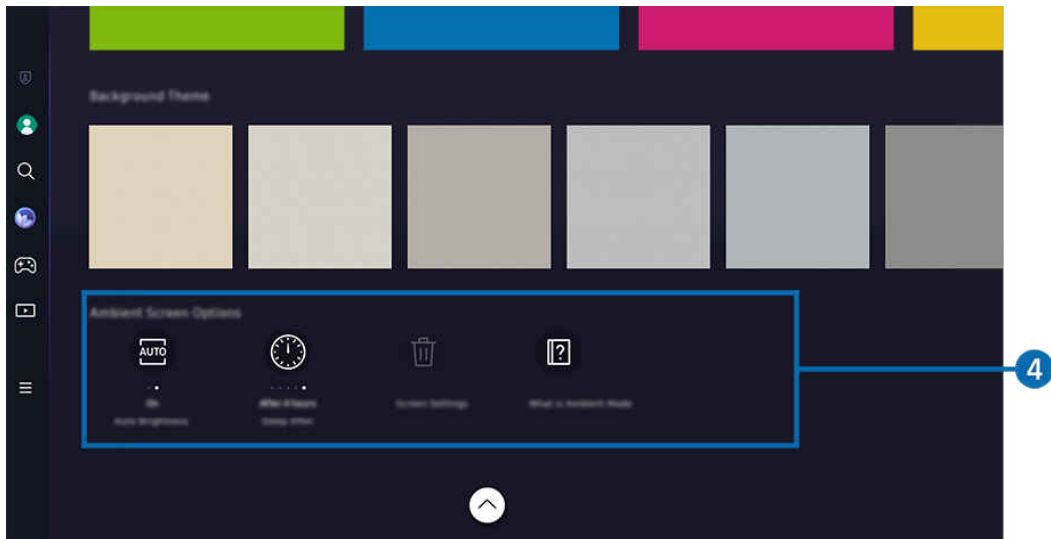 Background Theme
Ambient Screen Options
AUTO
?
On
After 8 hours
Auto Brightness
Sleep After
Screen Settings
What is Ambient Mode
4